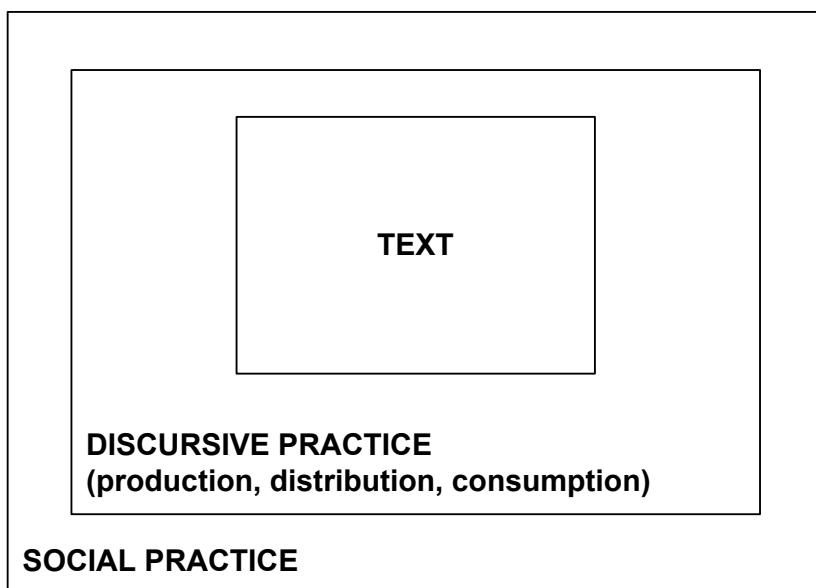 TEXT
DISCURSIVE PRACTICE
(production, distribution, consumption)
SOCIAL PRACTICE